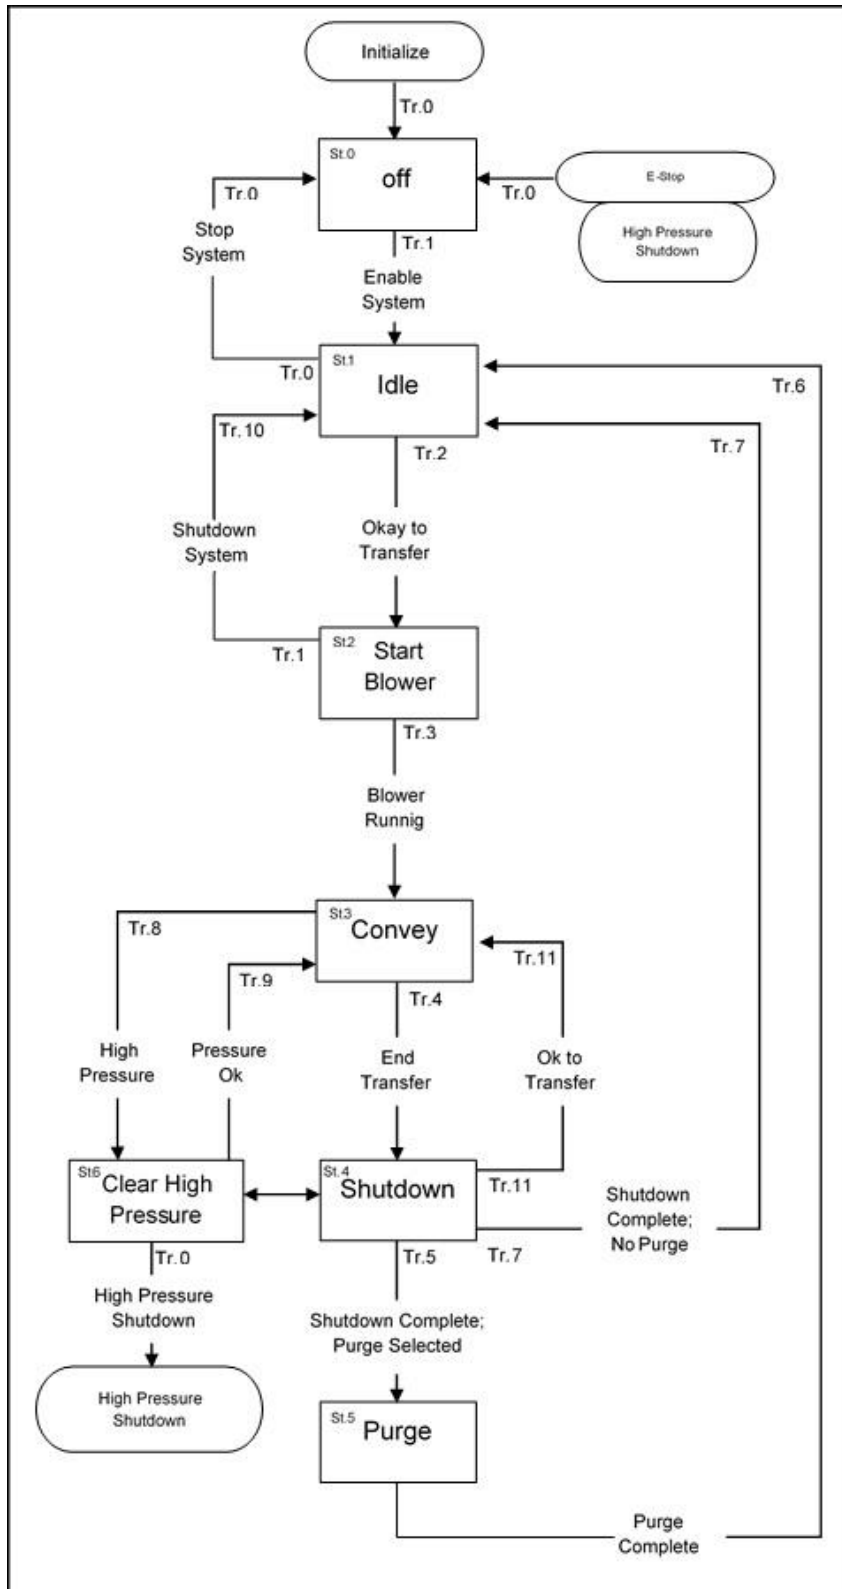 Initialize
Tr.0
St.0
off
Tr.0
Tr.0
E-Stop
High Pressure
Shutdown
Stop
System
Tr.1
Enable
System
Tr.0
St.1
Idle
Tr.6
Tr.10
Tr.2
Tr.7
Shutdown
System
Okay to
Transfer
Tr.1
St.2
Start
Blower
Tr.3
Blower
Runnig
St.3
Convey
Tr.8
Tr.9
Tr.4
Tr.11
High
Pressure
Pressure
Ok
End
Transfer
Ok to
Transfer
St6
Clear High
Pressure
St.4
Shutdown
Tr.11
Tr.0
Tr.5
Tr.7
Shutdown
Complete;
No Purge
High Pressure
Shutdown
Shutdown Complete;
Purge Selected
High Pressure
Shutdown
St.5
Purge
Purge
Complete